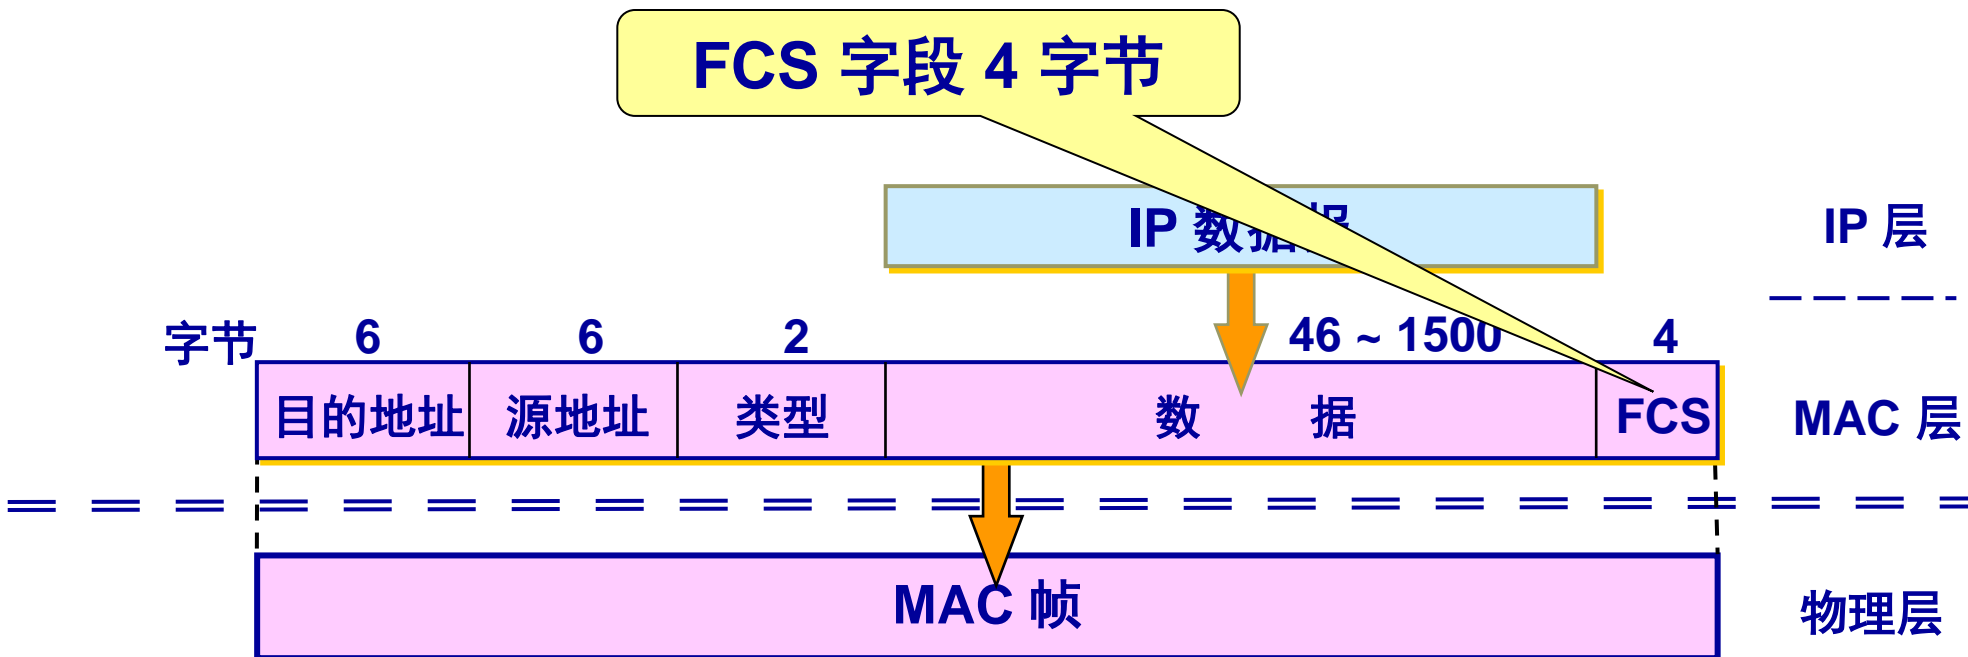 FCS 字段 4 字节
IP 数据报
IP 层
字节 6 6 2 46 ~ 1500 4
目的地址 源地址 类型 数 据 FCS
MAC 层
MAC 帧
物理层